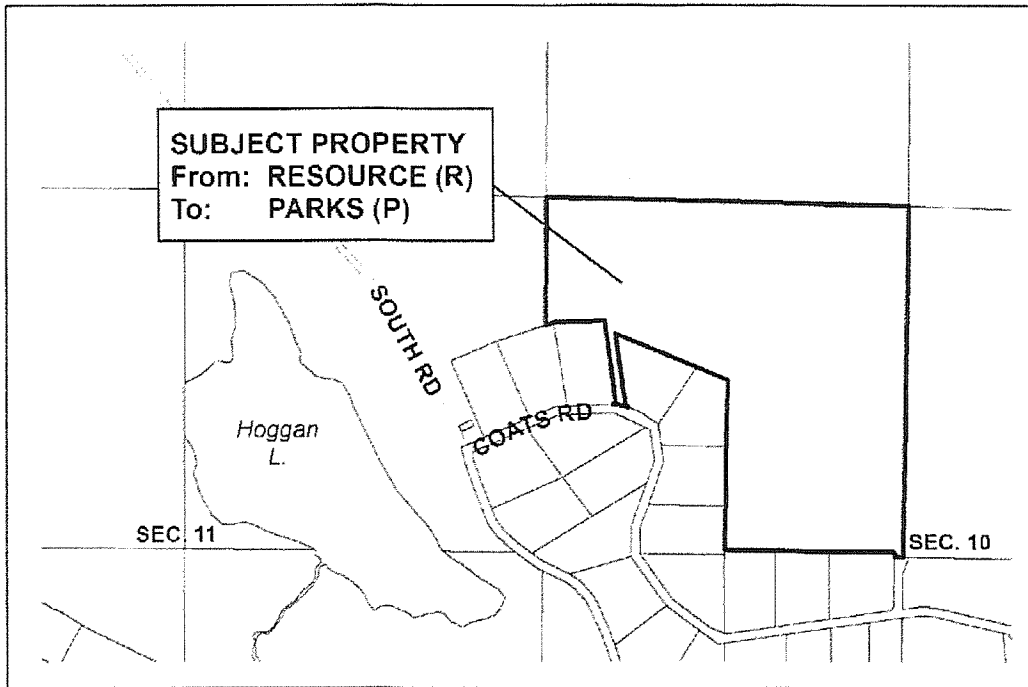 SUBJECT PROPERTY
From: RESOURCE (R)
To: PARKS (P)
SOUTH RD
COATS RD
Hoggan
L.
SEC. 11
SEC. 10